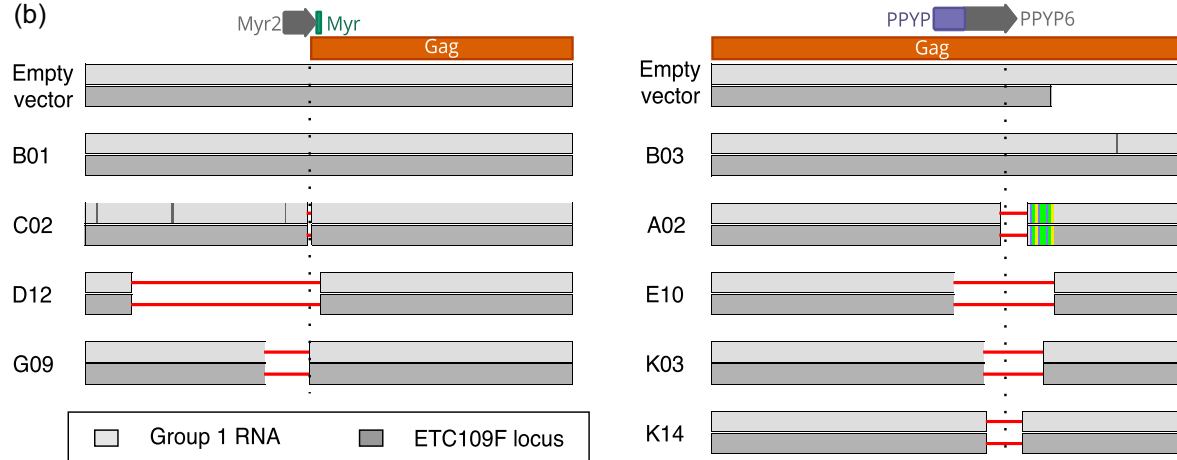 (b)
Myr2 Myr
Gag
Empty
vector
B01
C02
D12
G09
Group 1 RNA ETC109F locus
PPYP PPYP6
Gag
Empty
vector
B03
A02
E10
K03
K14